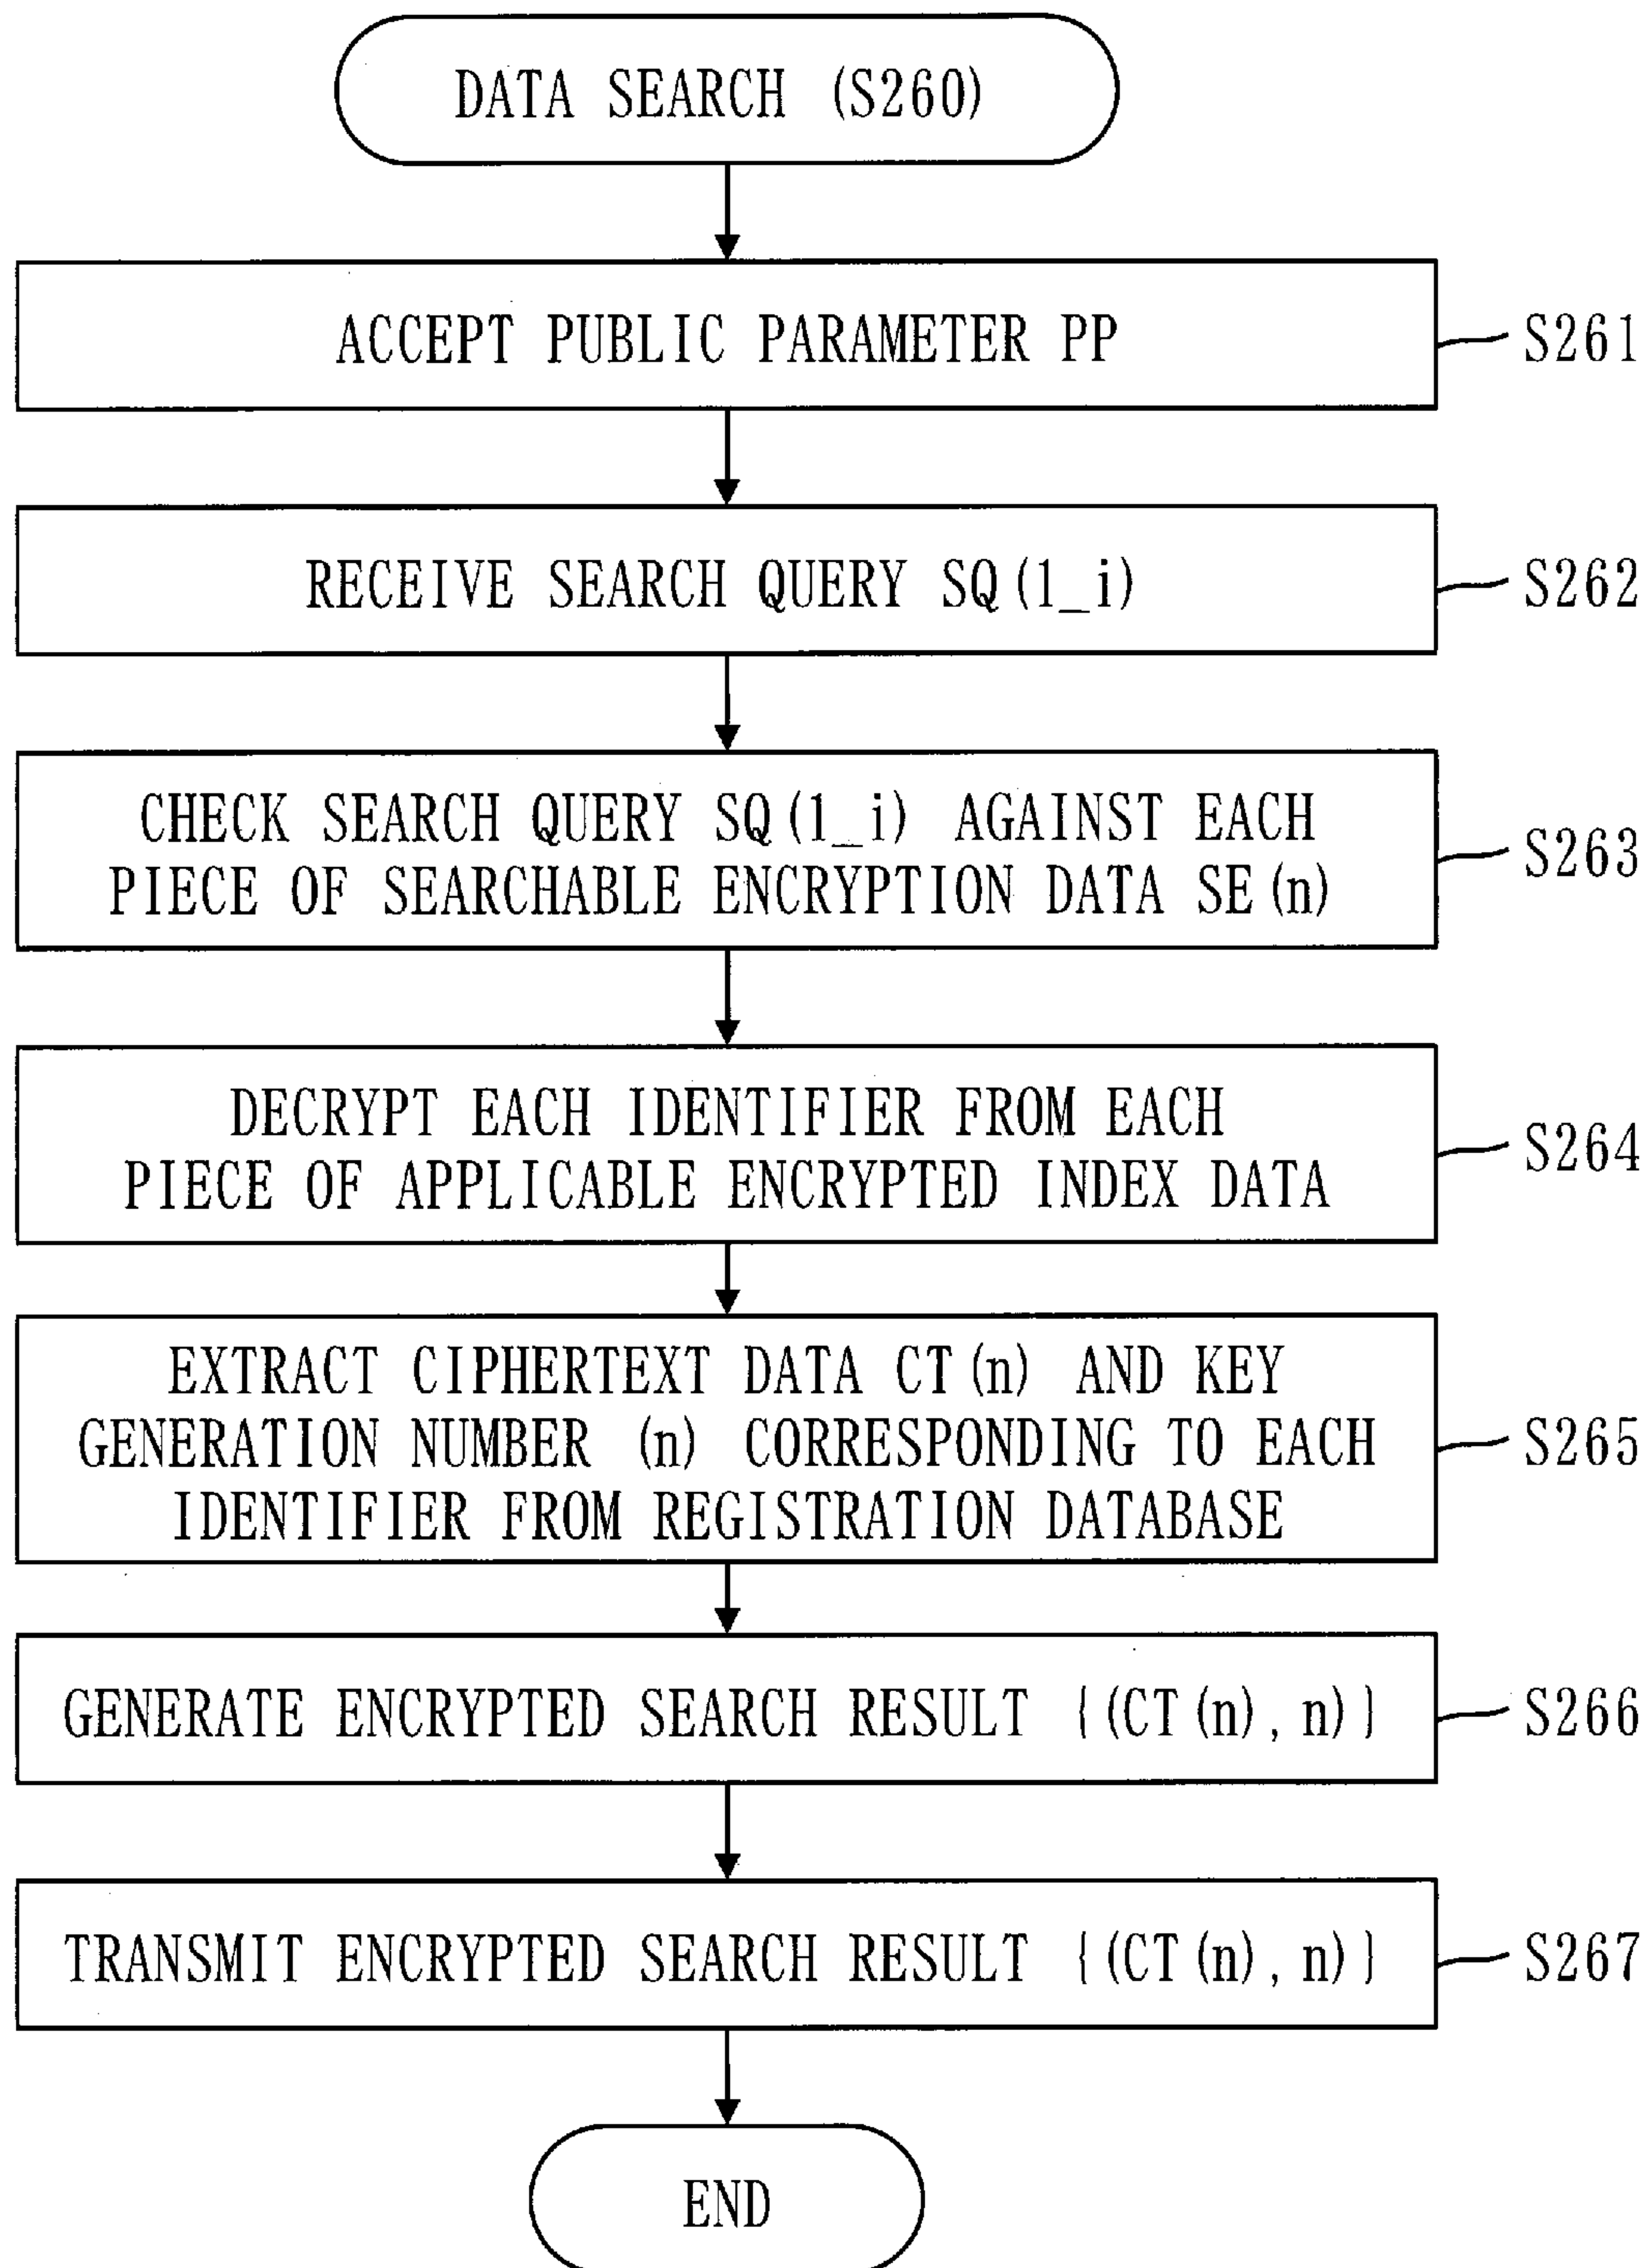 DATA SEARCH (S260)
ACCEPT PUBLIC PARAMETER PP
S261
RECEIVE SEARCH QUERY SQ(1_i)
S262
CHECK SEARCH QUERY SQ(1_i) AGAINST EACH
PIECE OF SEARCHABLE ENCRYPTION DATA SE(n)
S263
DECRYPT EACH IDENTIFIER FROM EACH
PIECE OF APPLICABLE ENCRYPTED INDEX DATA
S264
EXTRACT CIPHERTEXT DATA CT(n) AND KEY
GENERATION NUMBER (n) CORRESPONDING TO EACH
IDENTIFIER FROM REGISTRATION DATABASE
S265
GENERATE ENCRYPTED SEARCH RESULT {(CT(n), n)}
S266
TRANSMIT ENCRYPTED SEARCH RESULT {(CT(n), n)}
S267
END